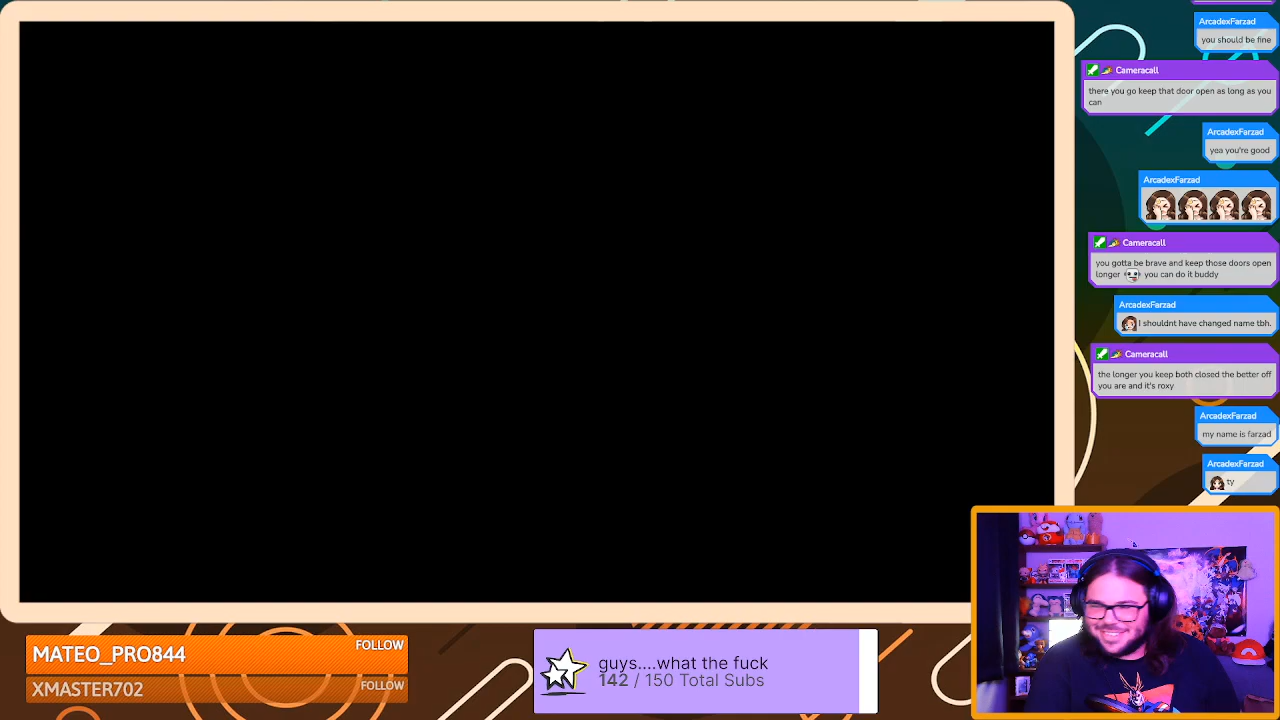 ArcadexFarzad
you should be fine
Cameracall
there you go keep that door open as long as you
can
ArcadexFarzad
yea you're good
ArcadexFarzad
Cameracall
you gotta be brave and keep those doors open
longer you can do it buddy
ArcadexFarzad
I shouldnt have changed name tbh.
Cameracall
the longer you keep both closed the better off
you are and it's roxy
ArcadexFarzad
my name is farzad
ArcadexFarzad
ty
MATEO_PRO844
FOLLOW
XMASTER702
FOLLOW
guys....what the fuck
142 / 150 Total Subs